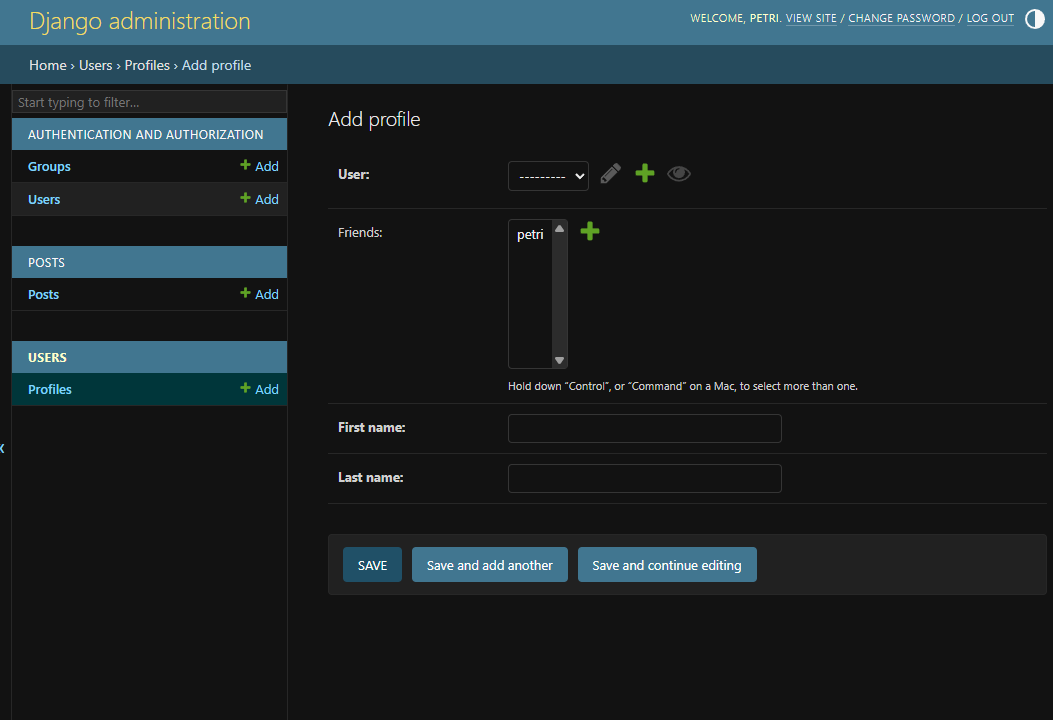 Django administration
WELCOME, PETRI. VIEW SITE / CHANGE PASSWORD / LOG OUT
Home › Users › Profiles › Add profile
Start typing to filter...
AUTHENTICATION AND AUTHORIZATION
Groups + Add
Users + Add
POSTS
Posts + Add
USERS
Profiles + Add
Add profile
User: ---------
Friends: petri
Hold down “Control”, or “Command” on a Mac, to select more than one.
First name:
Last name:
SAVE Save and add another Save and continue editing